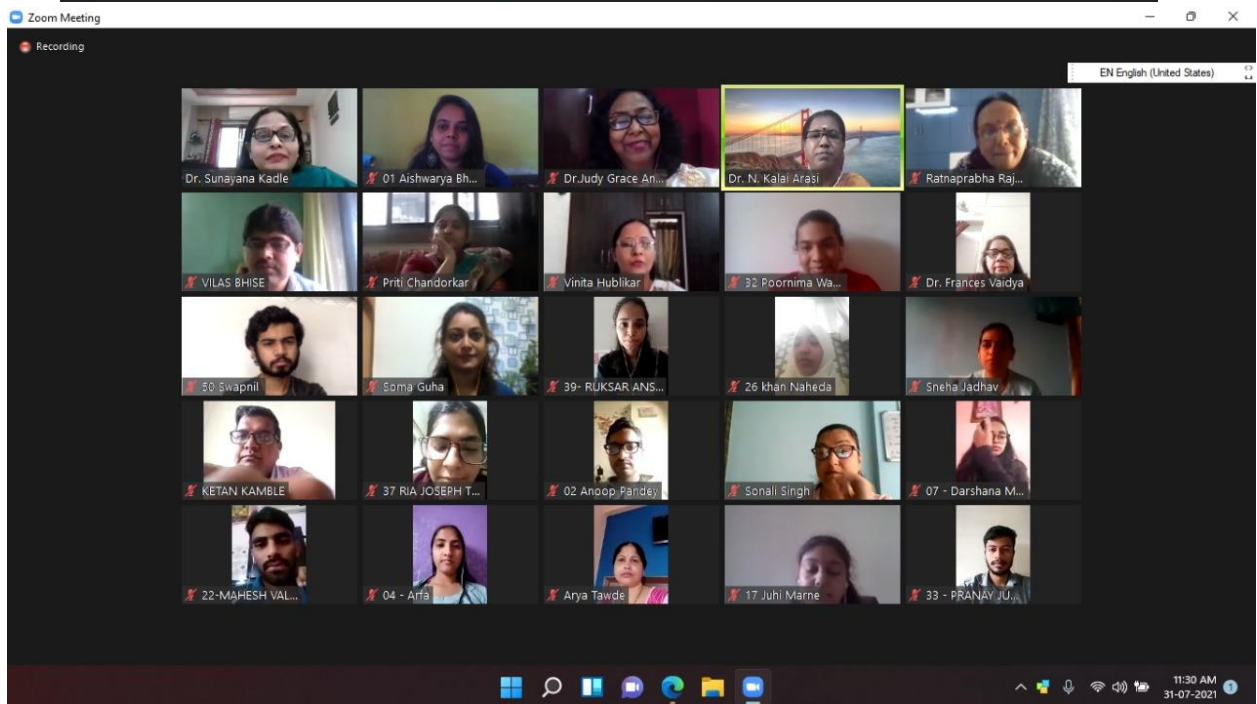 Zoom Meeting
Recording
EN English (United States)
Dr. Sunayana Kadle
01 Aishwarya Bh...
Dr.Judy Grace An...
Dr. N. Kalai Arasi
Ratnaprabha Raj...
VILAS BHISE
Priti Chandorkar
Vinita Hublikar
32 Poornima Wa...
Dr. Frances Vaidya
50 Swapnil
Soma Guha
39- RUKSAR ANS...
26 khan Naheda
Sneha Jadhav
KETAN KAMBLE
37 RIA JOSEPH T...
02 Anoop Pandey
Sonali Singh
07 - Darshana M...
22-MAHESH VAL...
04 - Arfa
Arya Tawde
17 Juhi Marne
33 - PRANAY JU...
11:30 AM
31-07-2021
1